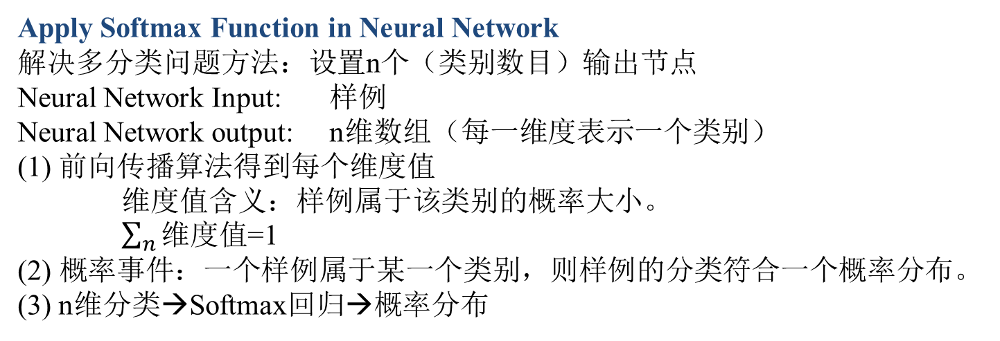 Apply Softmax Function in Neural Network
解决多分类问题方法：设置n个（类别数目）输出节点
Neural Network Input: 样例
Neural Network output: n维数组（每一维度表示一个类别）
(1) 前向传播算法得到每个维度值
维度值含义：样例属于该类别的概率大小。
∑n 维度值=1
(2) 概率事件：一个样例属于某一个类别，则样例的分类符合一个概率分布。
(3) n维分类→Softmax回归→概率分布